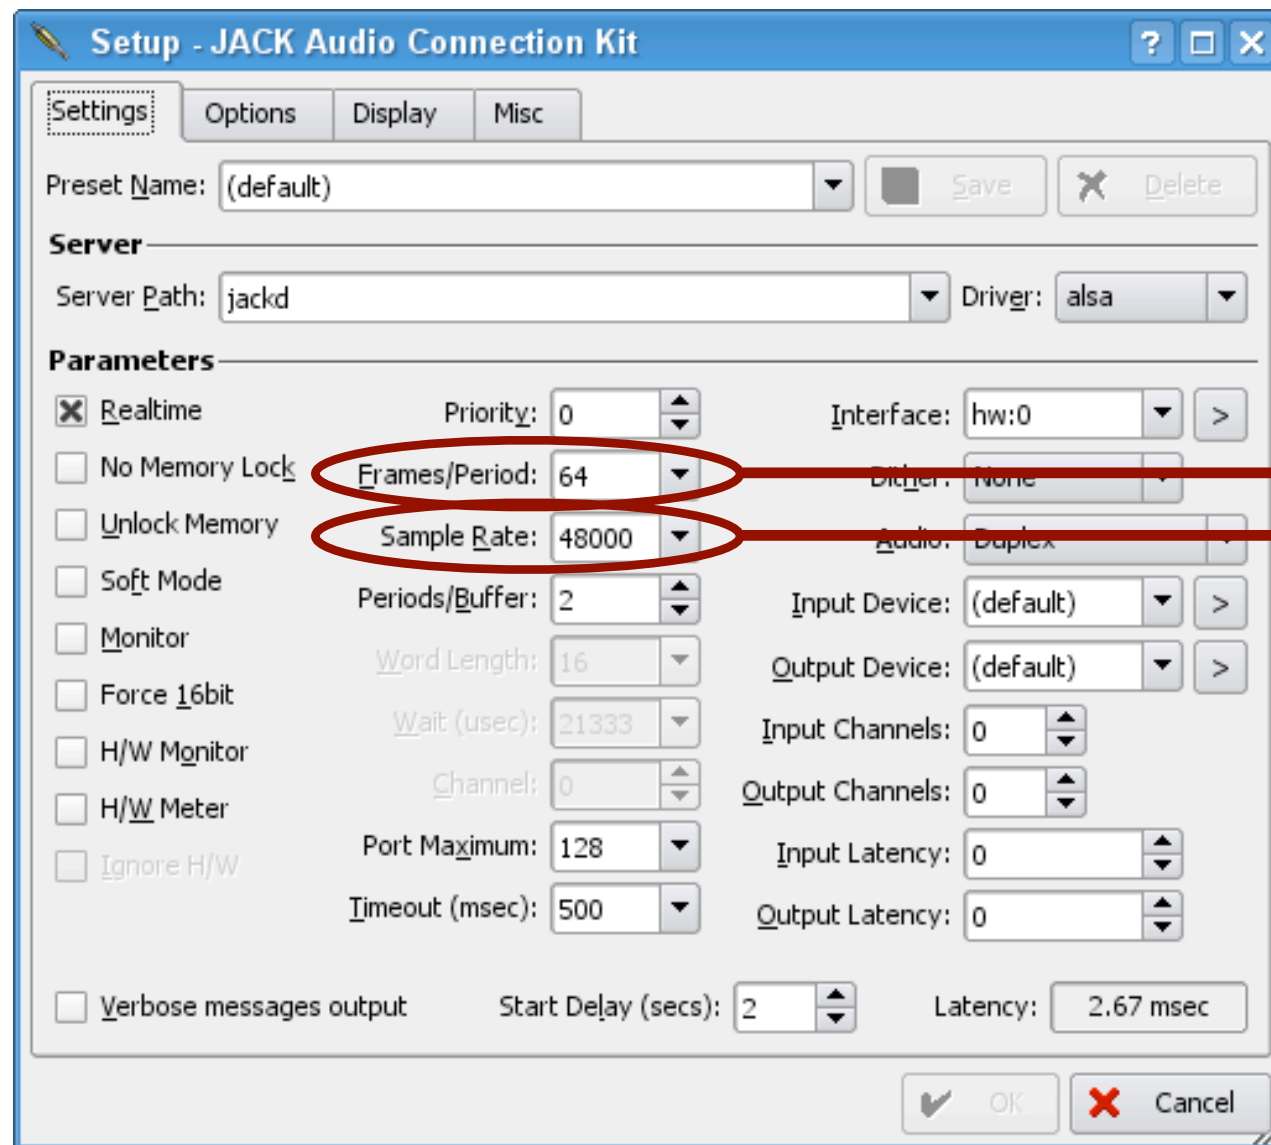 Setup - JACK Audio Connection Kit
Settings Options Display Misc
Preset Name: (default) Save Delete
Server
Server Path: jackd Driver: alsa
Parameters
Realtime Priority: 0 Interface: hw:0 >
No Memory Lock Frames/Period: 64 Dither: None
Unlock Memory Sample Rate: 48000 Audio: Duplex
Soft Mode Periods/Buffer: 2 Input Device: (default) >
Monitor Word Length: 16 Output Device: (default) >
Force 16bit Wait (usec): 21333 Input Channels: 0
H/W Monitor Channel: 0 Output Channels: 0
H/W Meter Port Maximum: 128 Input Latency: 0
Ignore H/W Timeout (msec): 500 Output Latency: 0
Verbose messages output Start Delay (secs): 2 Latency: 2.67 msec
OK Cancel